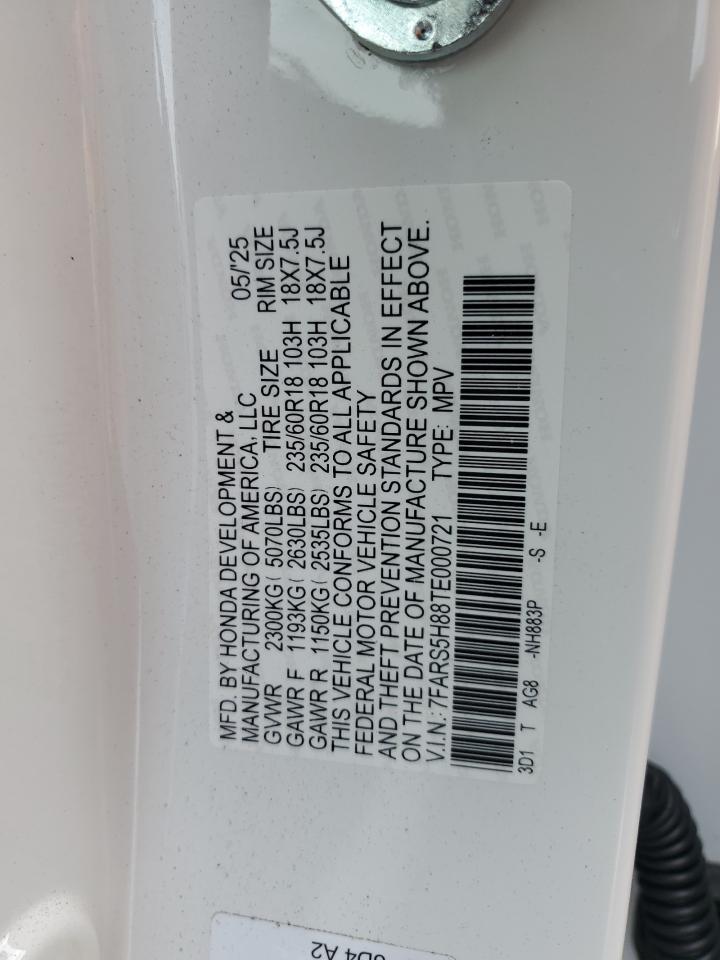 MFD. BY HONDA DEVELOPMENT &
MANUFACTURING OF AMERICA, LLC 05/'25
GVWR 2300KG( 5070LBS) TIRE SIZE RIM SIZE
GAWR F 1193KG( 2630LBS) 235/60R18 103H 18X7.5J
GAWR R 1150KG( 2535LBS) 235/60R18 103H 18X7.5J
THIS VEHICLE CONFORMS TO ALL APPLICABLE
FEDERAL MOTOR VEHICLE SAFETY
AND THEFT PREVENTION STANDARDS IN EFFECT
ON THE DATE OF MANUFACTURE SHOWN ABOVE.
V.I.N.: 7FARS5H88TE000721 TYPE: MPV
3D1 T AG8 -NH883P -S -E